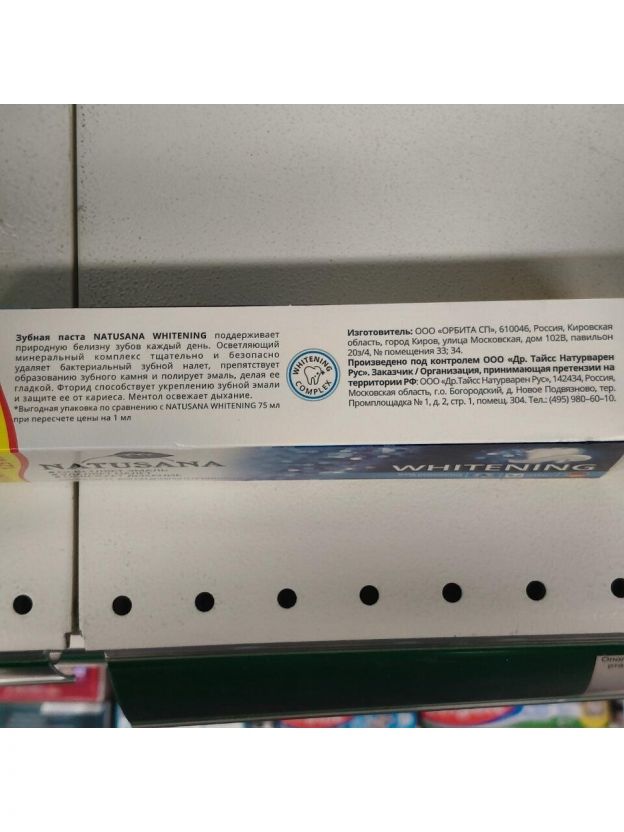 Зубная паста NATUSANA WHITENING поддерживает
природную белизну зубов каждый день. Осветляющий
минеральный комплекс тщательно и безопасно
удаляет бактериальный зубной налет, препятствует
образованию зубного камня и полирует эмаль, делая ее
гладкой. Фторид способствует укреплению зубной эмали
и защите ее от кариеса. Ментол освежает дыхание.
*Выгодная упаковка по сравнению с NATUSANA WHITENING 75 мл
при пересчете цены на 1 мл
WHITENING
COMPLEX
Изготовитель: ООО «ОРБИТА СП», 610046, Россия, Кировская
область, город Киров, улица Московская, дом 102В, павильон
20з/4, № помещения 33; 34.
Произведено под контролем ООО «Др. Тайсс Натурварен
Рус». Заказчик / Организация, принимающая претензии на
территории РФ: ООО «Др.Тайсс Натурварен Рус», 142434, Россия,
Московская область, г.о. Богородский, д. Новое Подвязново, тер.
Промплощадка № 1, д. 2, стр. 1, помещ. 304. Тел.: (495) 980–60–10.
NATUSANA
WHITENING